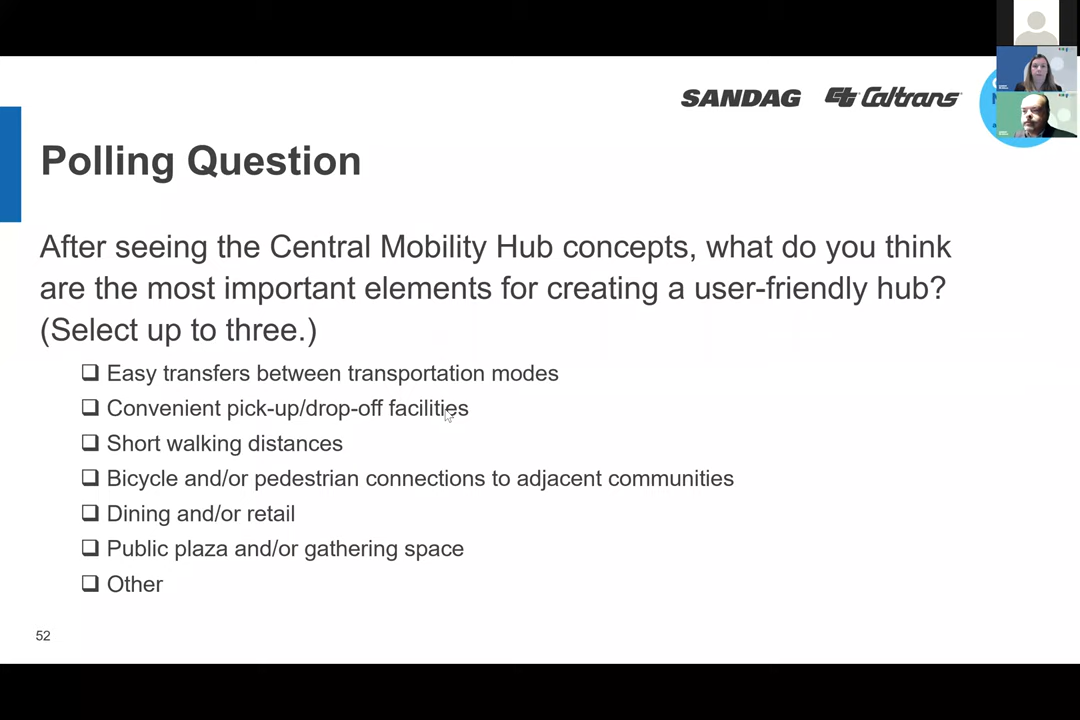 SANDAG Caltrans
Polling Question
After seeing the Central Mobility Hub concepts, what do you think
are the most important elements for creating a user-friendly hub?
(Select up to three.)
Easy transfers between transportation modes
Convenient pick-up/drop-off facilities
Short walking distances
Bicycle and/or pedestrian connections to adjacent communities
Dining and/or retail
Public plaza and/or gathering space
Other
52